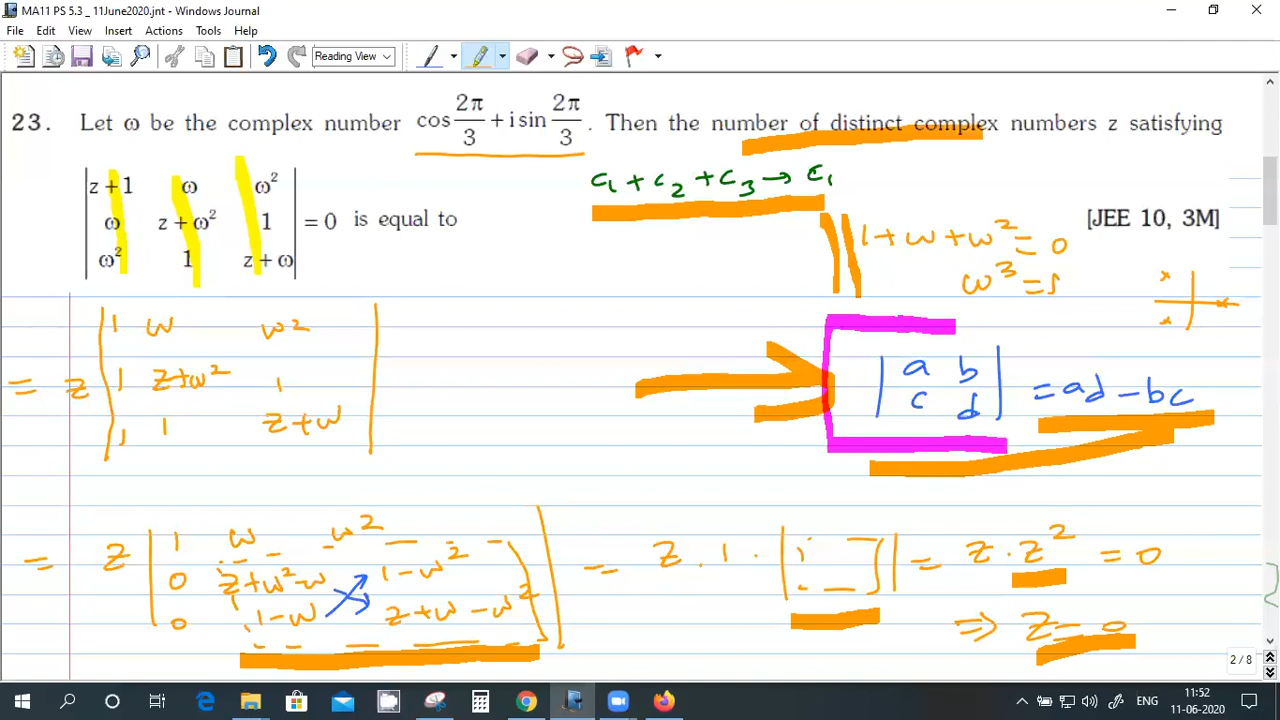 MA11 PS 5.3 _ 11June2020.jnt - Windows Journal
File Edit View Insert Actions Tools Help
Reading View
23. Let ω be the complex number cos 2π/3 + i sin 2π/3 . Then the number of distinct complex numbers z satisfying
| z + 1 ω ω² |
| ω z + ω² 1 | = 0 is equal to [JEE 10, 3M]
| ω² 1 z + ω |
C₁ + C₂ + C₃ → C₁
1 + ω + ω² = 0
ω³ = 1
= z | 1 ω ω² |
| 1 z+ω² 1 |
| 1 1 z+ω |
| a b |
| c d | = ad - bc
= z | 1 ω ω² |
| 0 z+ω²-ω 1-ω² |
| 0 1-ω z+ω-ω² |
= z . 1 . | | = z . z² = 0
⇒ z = 0
2 / 8
ENG
11:52
11-06-2020